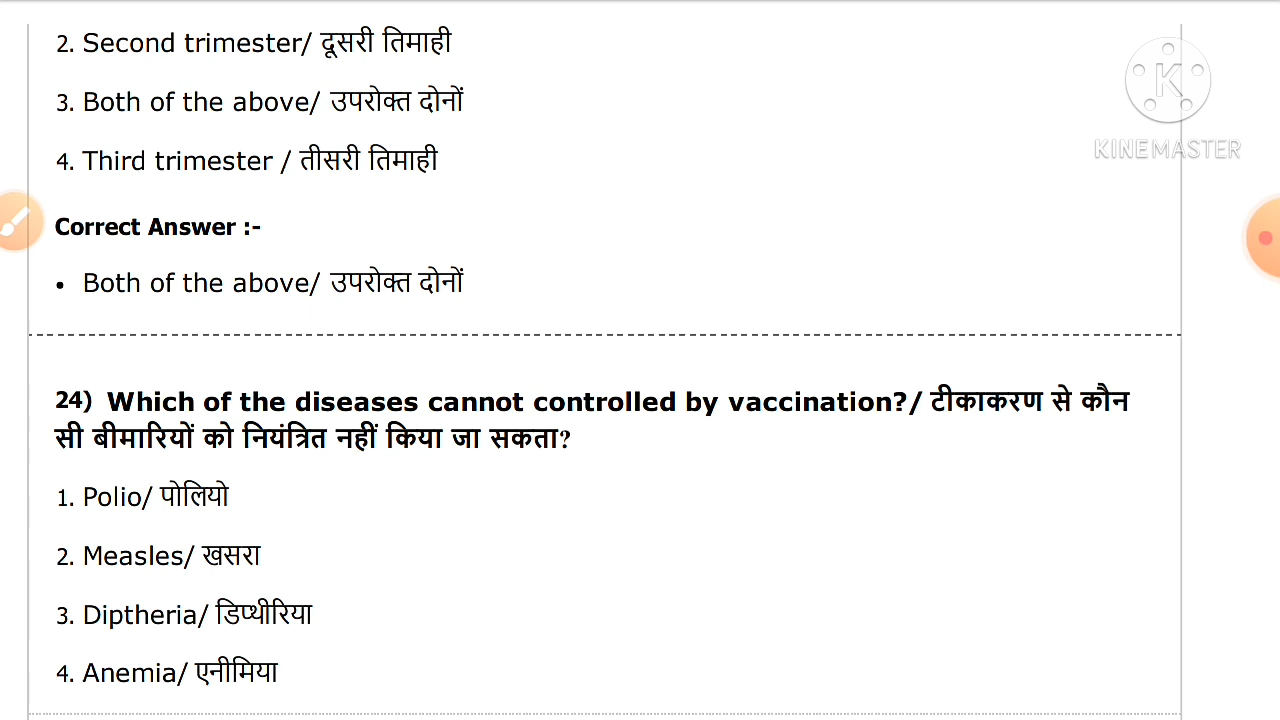 2. Second trimester/ दूसरी तिमाही
3. Both of the above/ उपरोक्त दोनों
4. Third trimester / तीसरी तिमाही
Correct Answer :-
• Both of the above/ उपरोक्त दोनों
24) Which of the diseases cannot controlled by vaccination?/ टीकाकरण से कौन
सी बीमारियों को नियंत्रित नहीं किया जा सकता?
1. Polio/ पोलियो
2. Measles/ खसरा
3. Diptheria/ डिप्थीरिया
4. Anemia/ एनीमिया
K
KINEMASTER